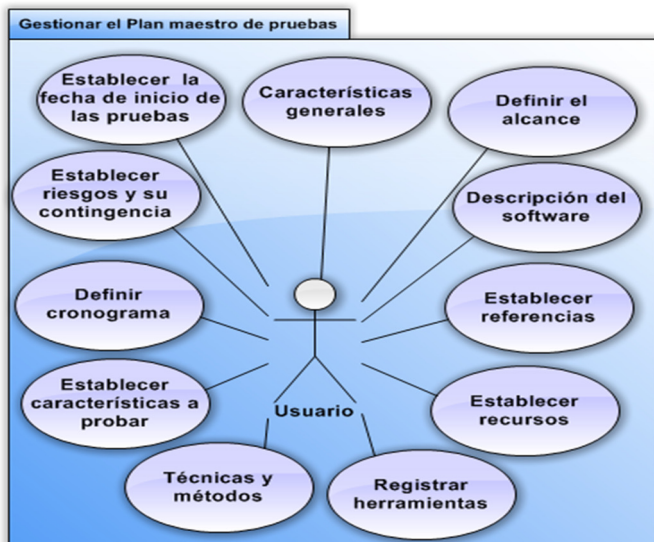 Gestionar el Plan maestro de pruebas
Establecer la
fecha de inicio de
las pruebas
Características
generales
Definir el
alcance
Establecer
riesgos y su
contingencia
Descripción del
software
Definir
cronograma
Establecer
referencias
Establecer
características a
probar
Usuario
Establecer
recursos
Técnicas y
métodos
Registrar
herramientas